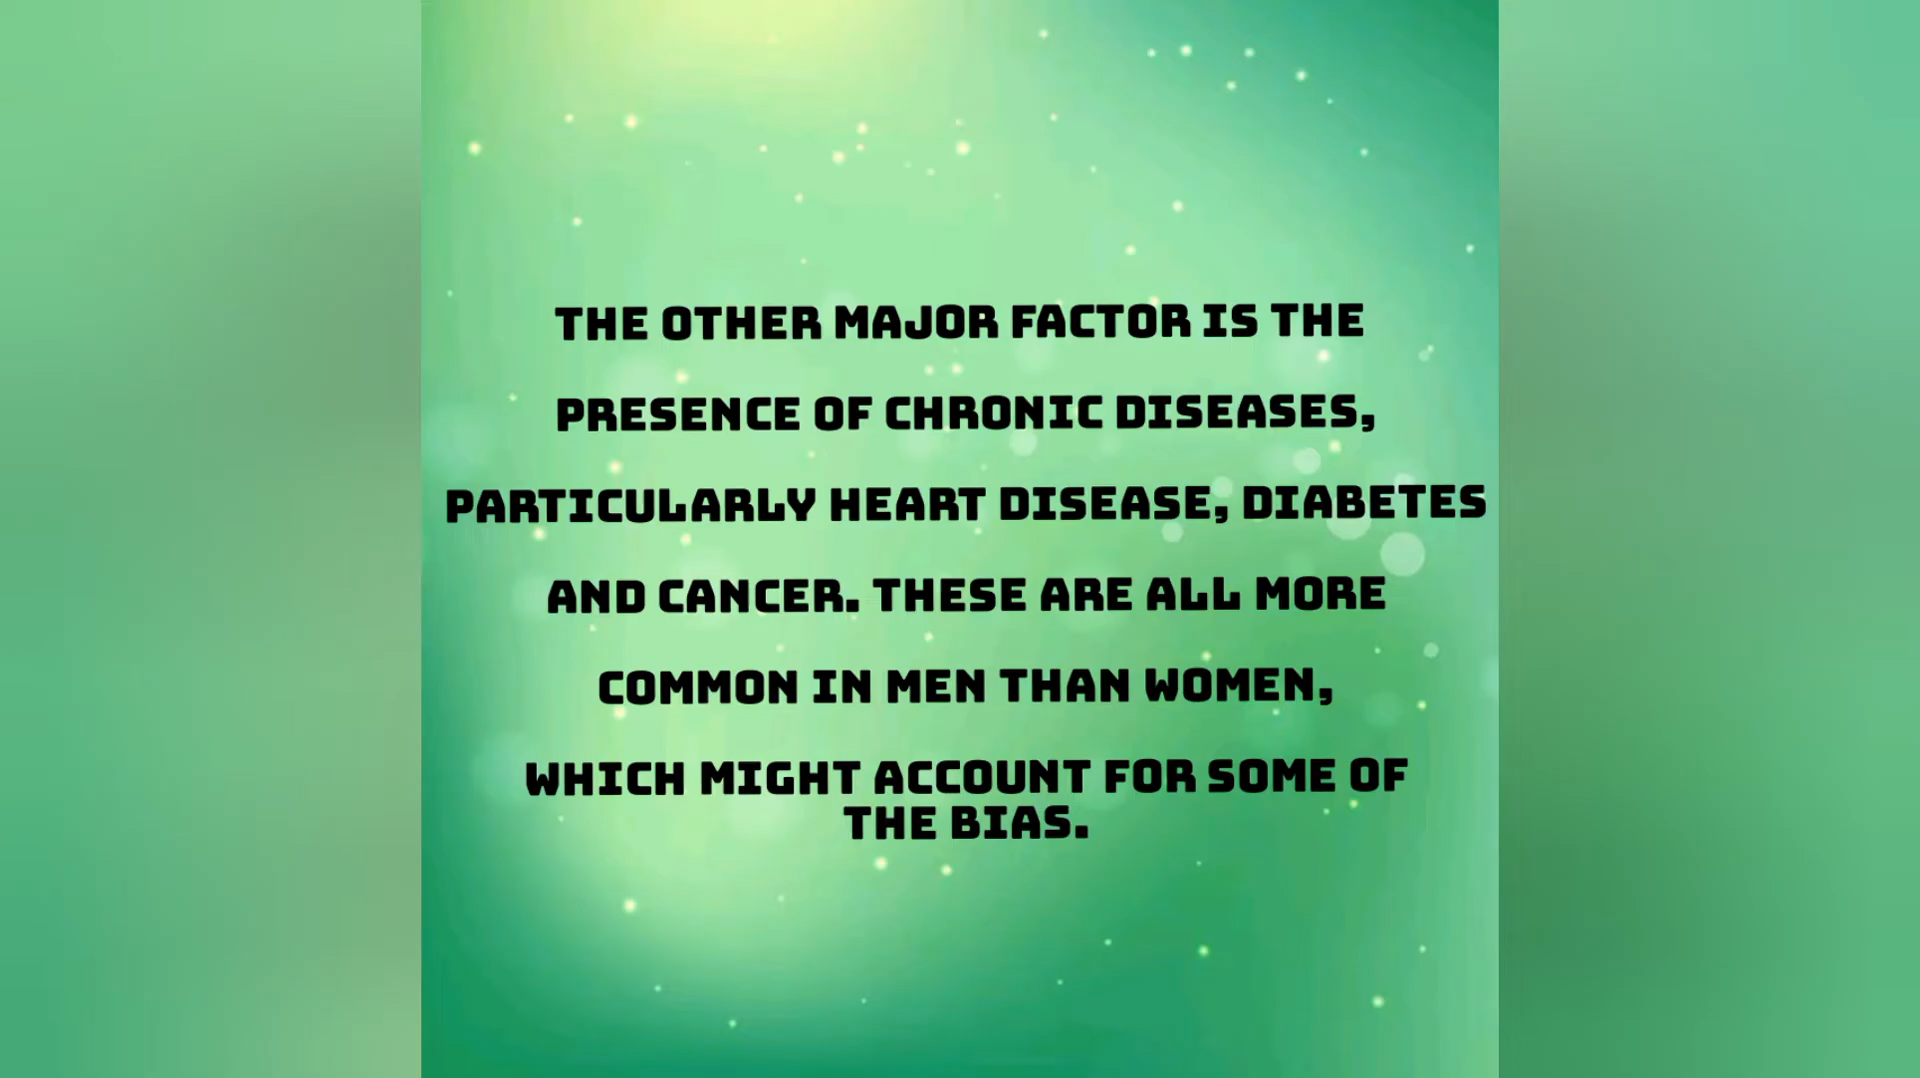 THE OTHER MAJOR FACTOR IS THE
PRESENCE OF CHRONIC DISEASES,
PARTICULARLY HEART DISEASE, DIABETES
AND CANCER. THESE ARE ALL MORE
COMMON IN MEN THAN WOMEN,
WHICH MIGHT ACCOUNT FOR SOME OF
THE BIAS.